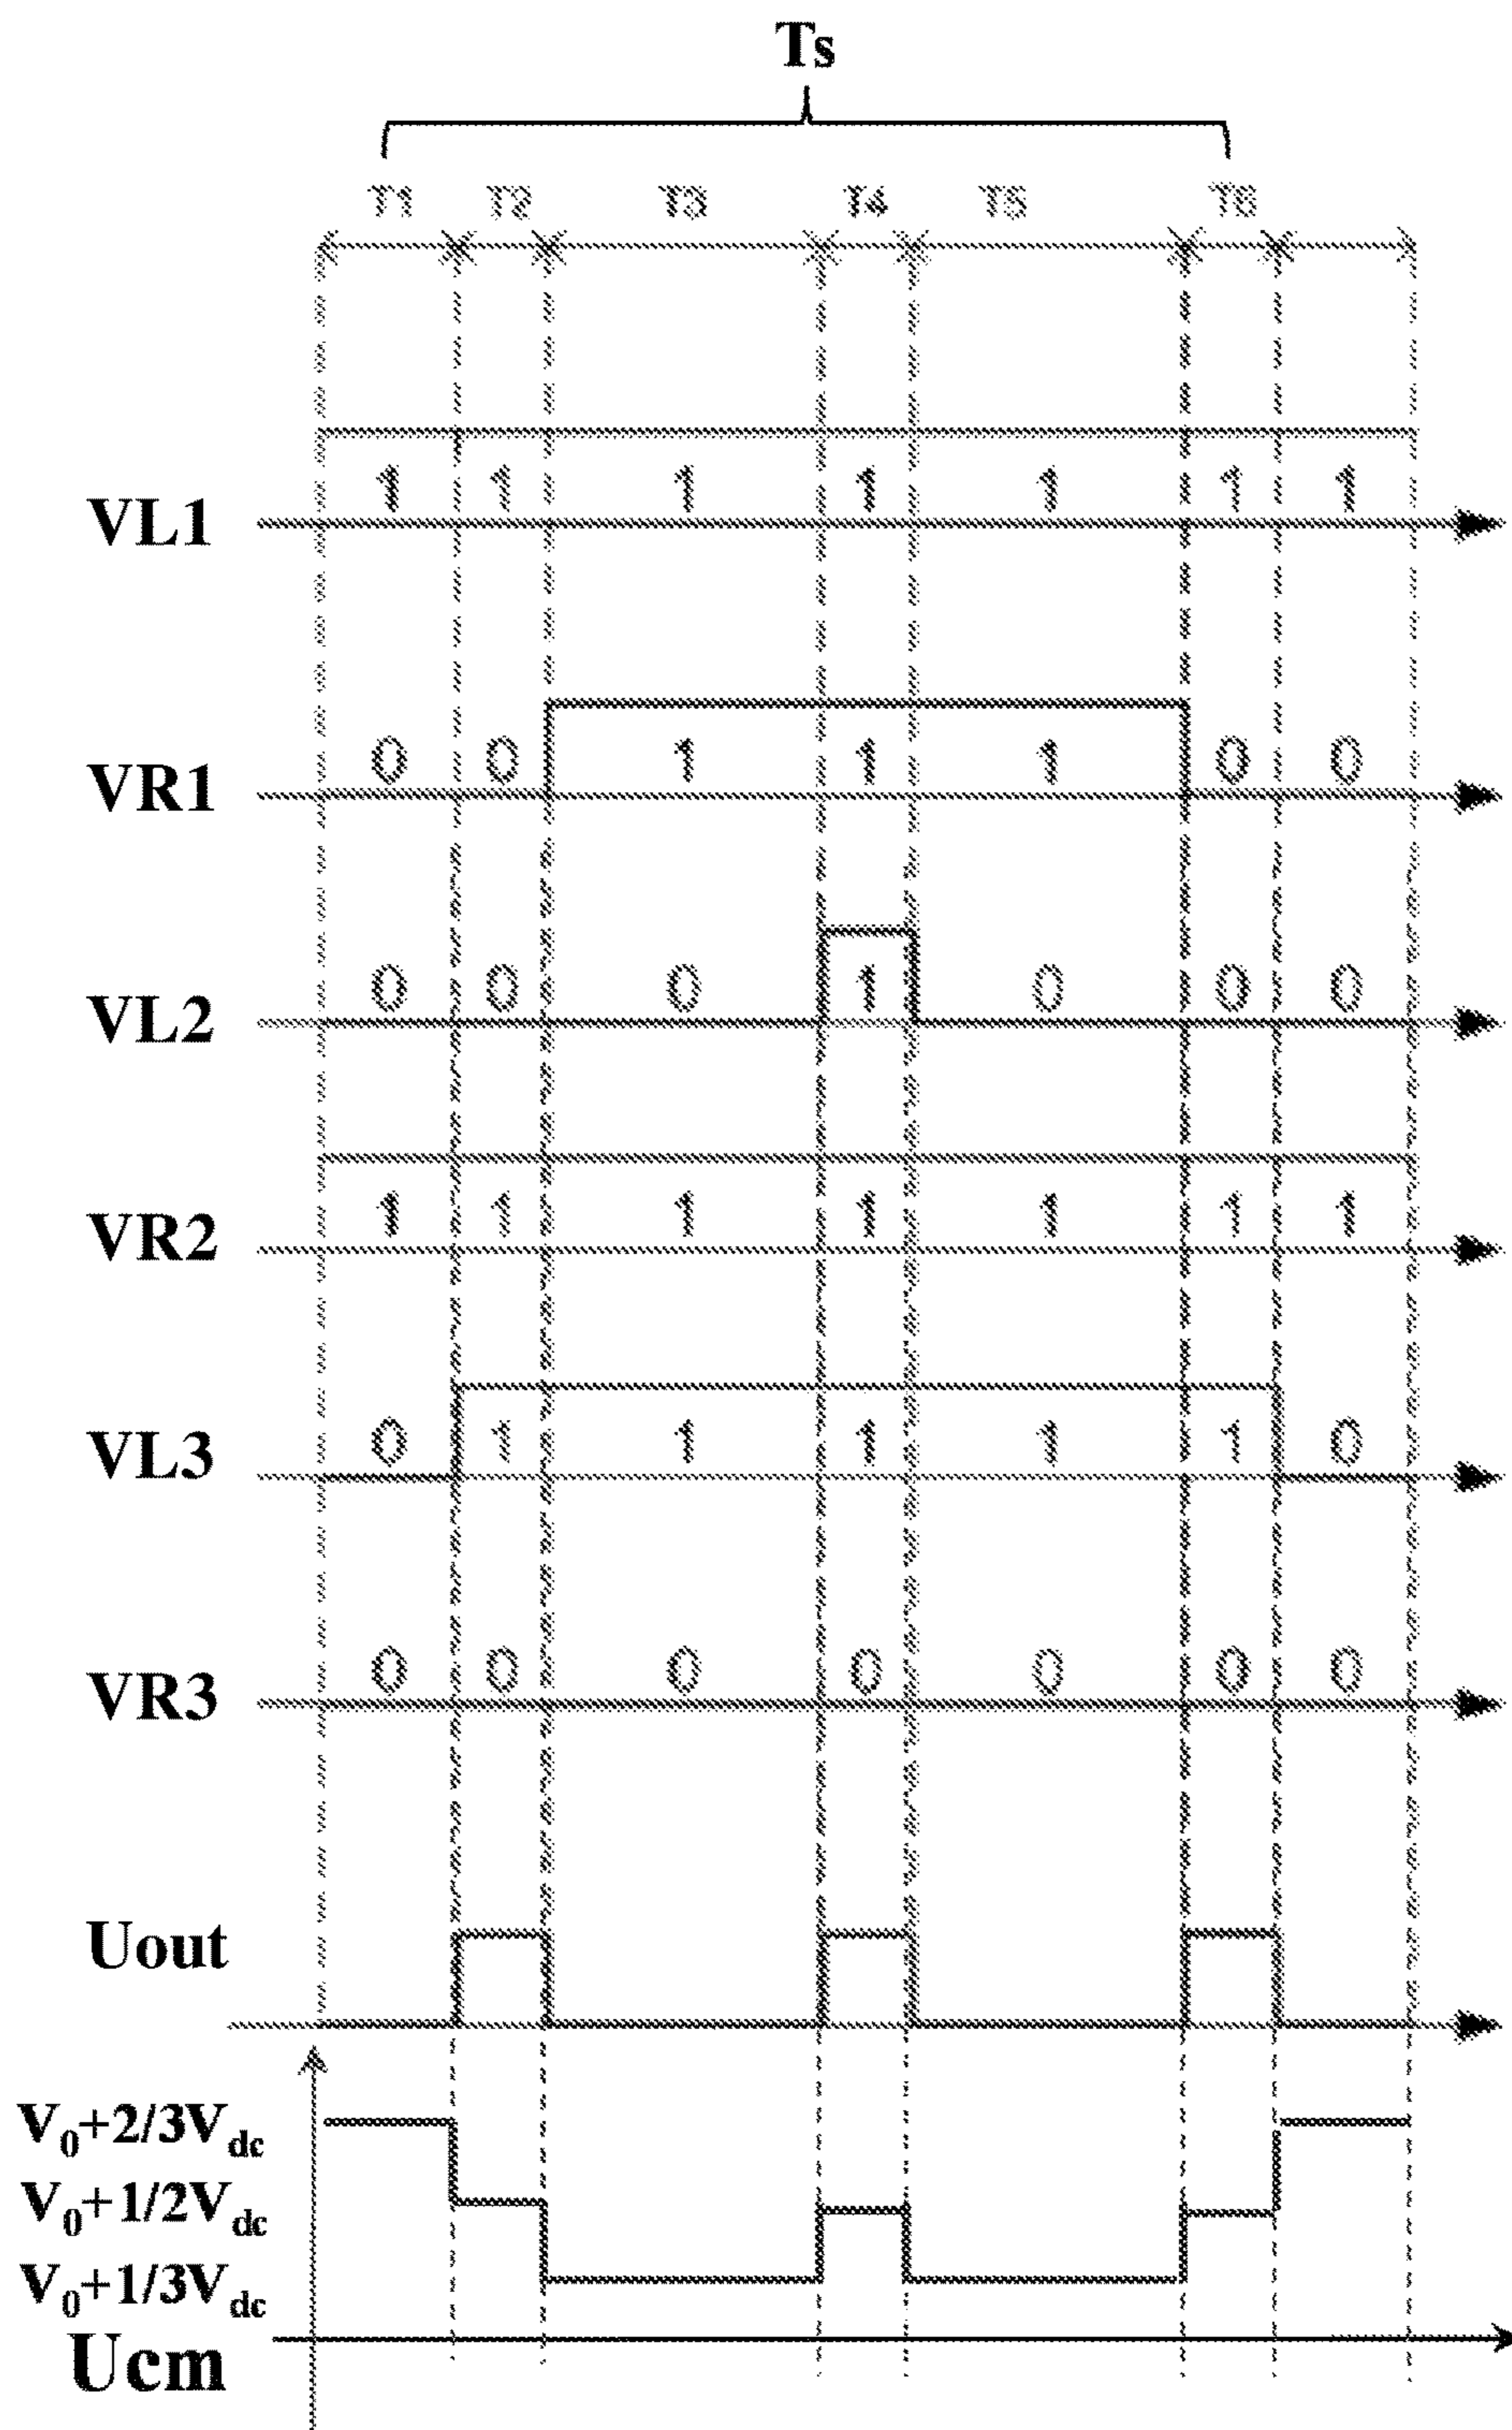 Ts
T1 T2 T3 T4 T5 T6
VL1 1 1 1 1 1 1 1
VR1 0 0 1 1 1 0 0
VL2 0 0 0 1 0 0 0
VR2 1 1 1 1 1 1 1
VL3 0 1 1 1 1 1 0
VR3 0 0 0 0 0 0 0
Uout
V₀+2/3V_dc
V₀+1/2V_dc
V₀+1/3V_dc
Ucm